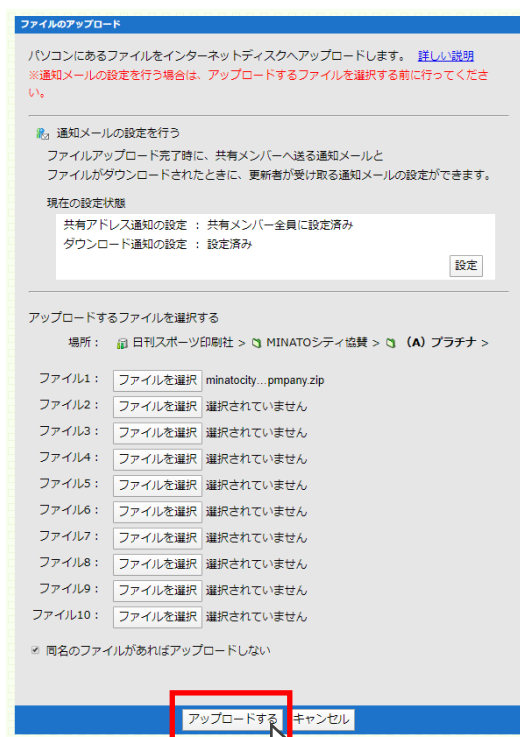 ファイルのアップロード
パソコンにあるファイルをインターネットディスクへアップロードします。 詳しい説明
※通知メールの設定を行う場合は、アップロードするファイルを選択する前に行ってくださ
い。
通知メールの設定を行う
ファイルアップロード完了時に、共有メンバーへ送る通知メールと
ファイルがダウンロードされたときに、更新者が受け取る通知メールの設定ができます。
現在の設定状態
共有アドレス通知の設定 : 共有メンバー全員に設定済み
ダウンロード通知の設定 : 設定済み
設定
アップロードするファイルを選択する
場所: 日刊スポーツ印刷社 > MINATOシティ協賛 > (A) プラチナ >
ファイル1: ファイルを選択 minatocity...pmpany.zip
ファイル2: ファイルを選択 選択されていません
ファイル3: ファイルを選択 選択されていません
ファイル4: ファイルを選択 選択されていません
ファイル5: ファイルを選択 選択されていません
ファイル6: ファイルを選択 選択されていません
ファイル7: ファイルを選択 選択されていません
ファイル8: ファイルを選択 選択されていません
ファイル9: ファイルを選択 選択されていません
ファイル10: ファイルを選択 選択されていません
同名のファイルがあればアップロードしない
アップロードする キャンセル